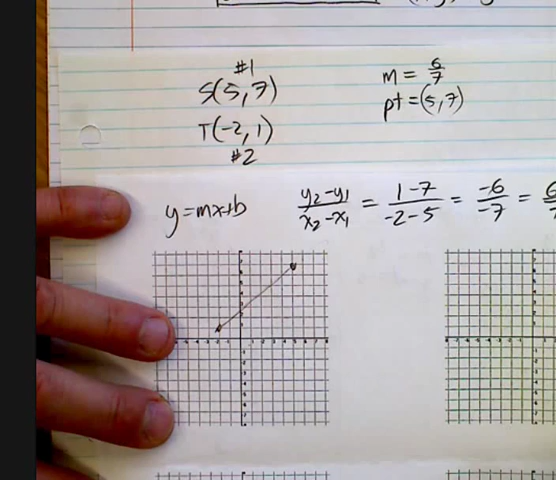 #1
S(5,7)
T(-2,1)
#2
m = 6/7
pt = (5,7)
y=mx+b
y₂-y₁/x₂-x₁ = 1-7/-2-5 = -6/-7 =